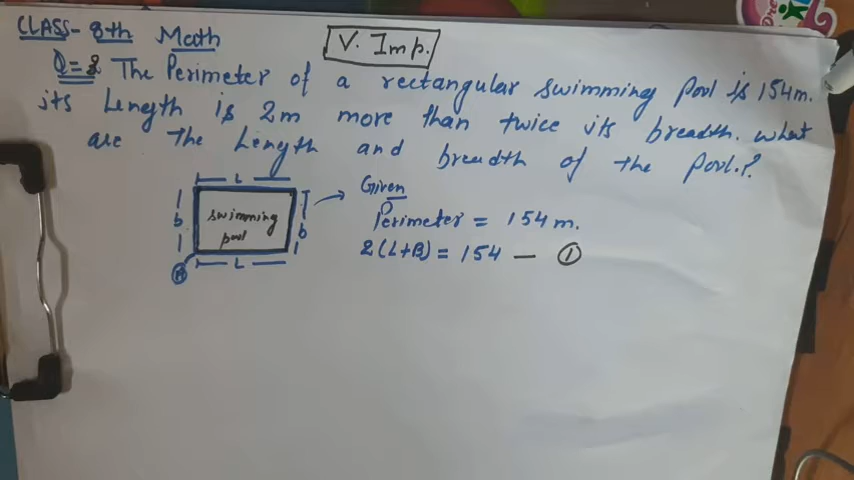 CLASS- 8th Math
V. Imp.
Q=2 The Perimeter of a rectangular swimming Pool is 154m.
its Length is 2m more than twice its breadth. what
are The Length and breadth of the Pool.?
L
b swimming pool b
L
Given
Perimeter = 154 m.
2(L+B) = 154 — ①